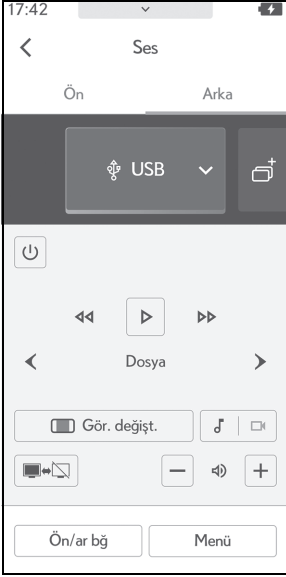 17:42
Ses
Ön Arka
USB
Dosya
Gör. değişt.
Ön/ar bğ Menü